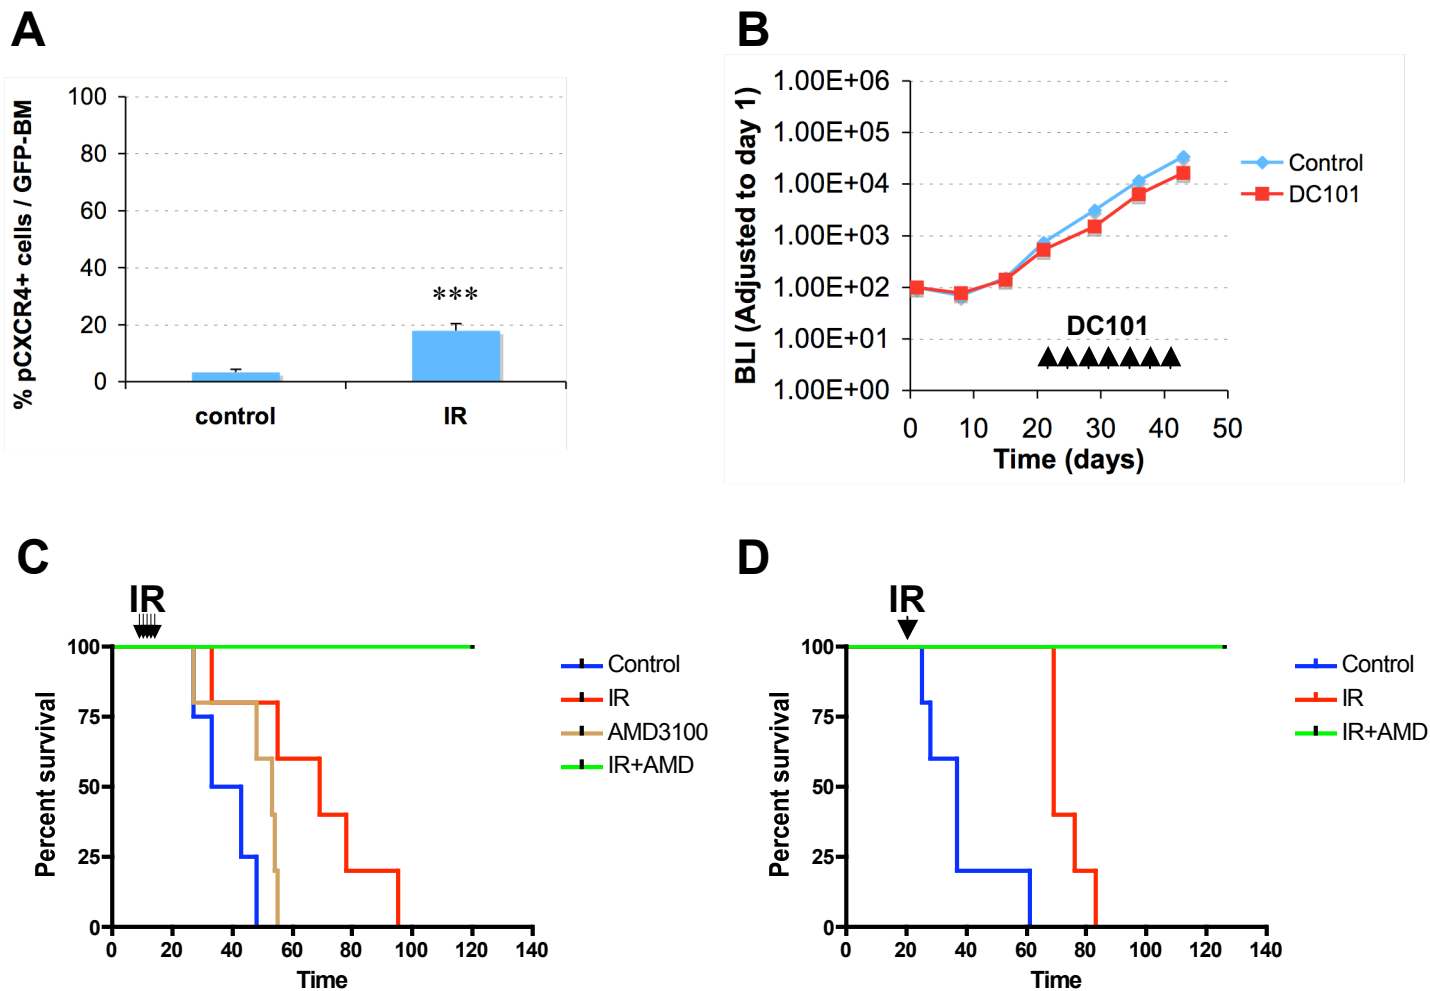 A
% pCXCR4+ cells / GFP-BM
100
80
60
40
20
0
***
control
IR
B
BLI (Adjusted to day 1)
1.00E+06
1.00E+05
1.00E+04
1.00E+03
1.00E+02
1.00E+01
1.00E+00
DC101
0 10 20 30 40 50
Time (days)
Control
DC101
C
IR
Percent survival
100
75
50
25
0
0 20 40 60 80 100 120 140
Time
Control
IR
AMD3100
IR+AMD
D
IR
Percent survival
100
75
50
25
0
0 20 40 60 80 100 120 140
Time
Control
IR
IR+AMD